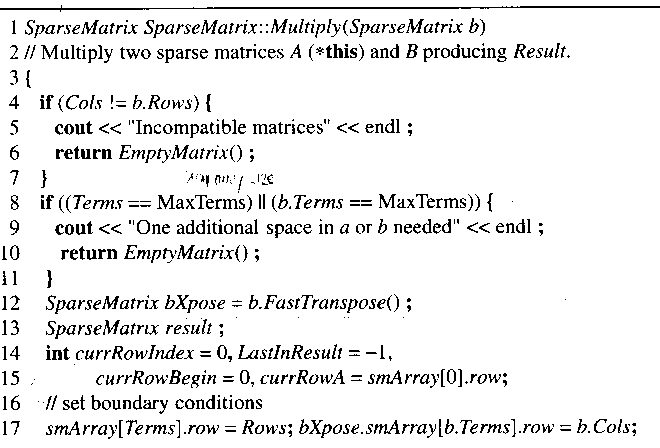 1 SparseMatrix SparseMatrix::Multiply(SparseMatrix b)
2 // Multiply two sparse matrices A (*this) and B producing Result.
3 {
4 if (Cols != b.Rows) {
5 cout << "Incompatible matrices" << endl ;
6 return EmptyMatrix() ;
7 }
8 if ((Terms == MaxTerms) || (b.Terms == MaxTerms)) {
9 cout << "One additional space in a or b needed" << endl ;
10 return EmptyMatrix() ;
11 }
12 SparseMatrix bXpose = b.FastTranspose() ;
13 SparseMatrix result ;
14 int currRowIndex = 0, LastInResult = −1,
15 currRowBegin = 0, currRowA = smArray[0].row;
16 // set boundary conditions
17 smArray[Terms].row = Rows; bXpose.smArray[b.Terms].row = b.Cols;